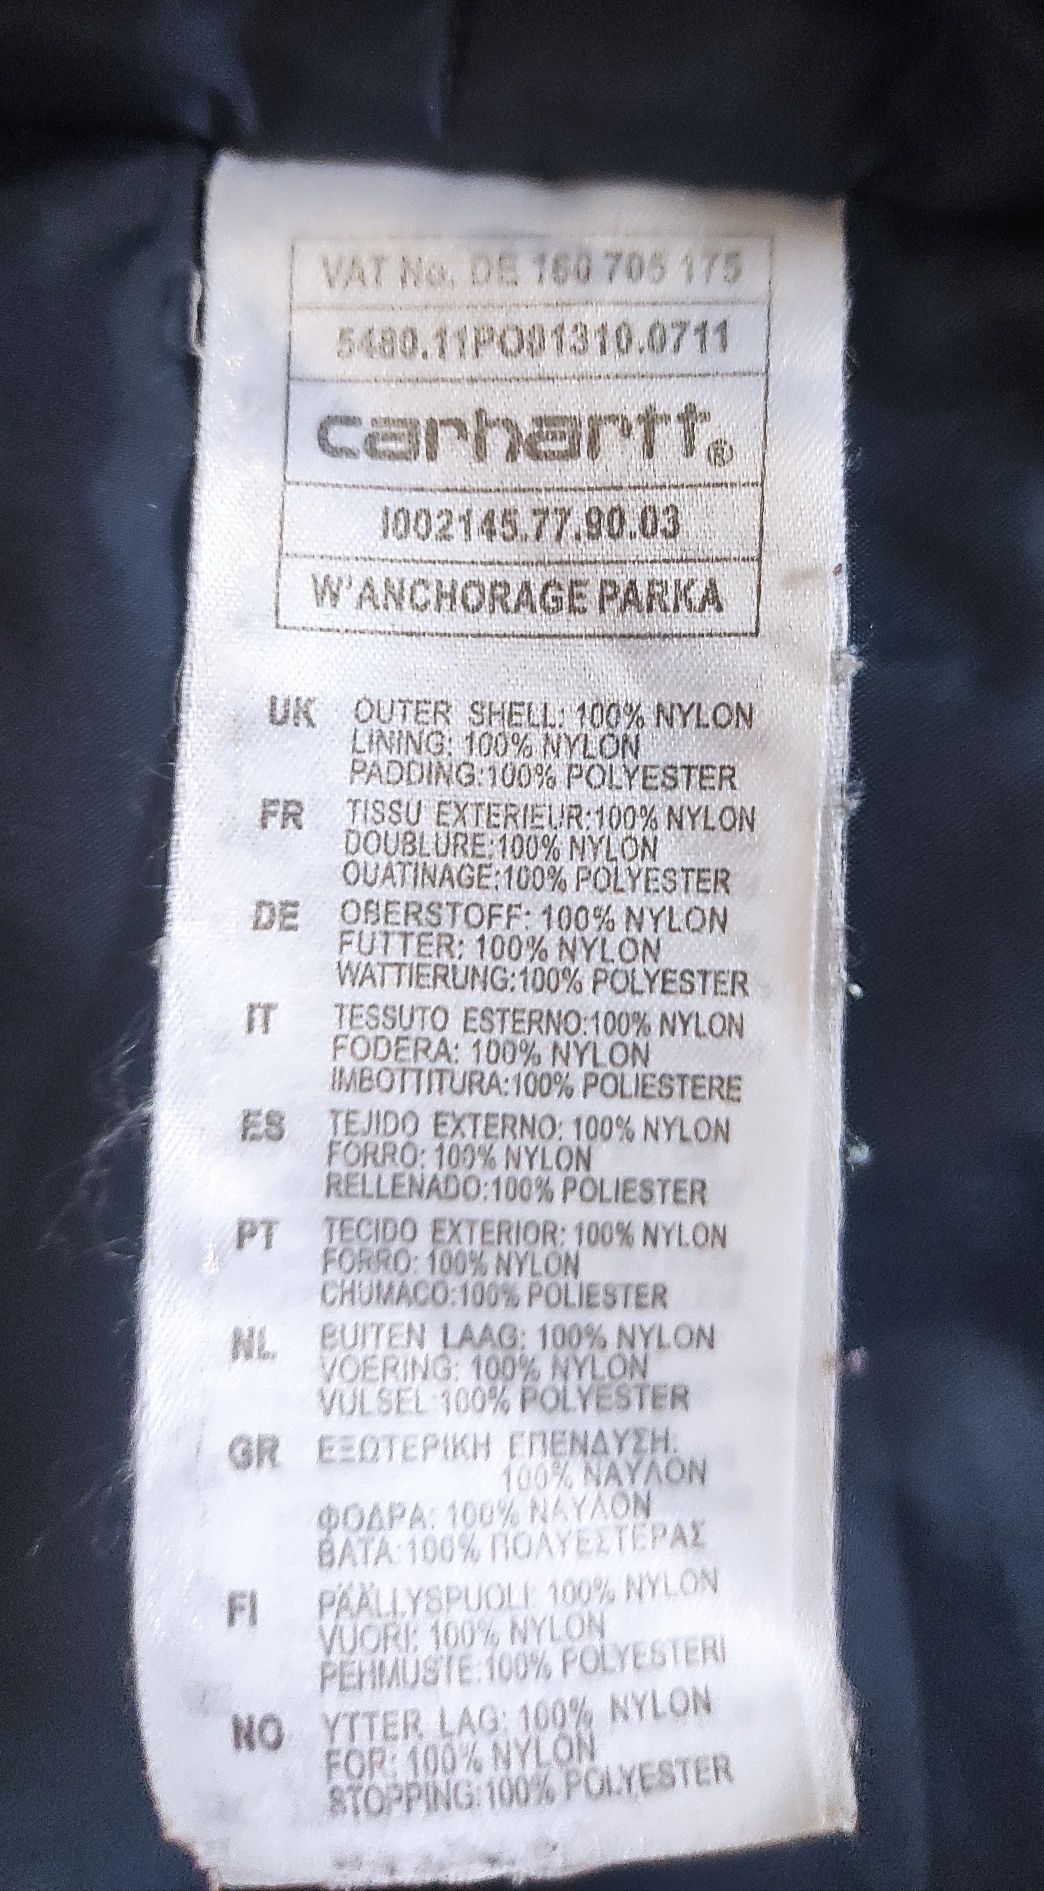 VAT No. DE 160 705 175
5480.11PO01310.0711
carhartt®
I002145.77.90.03
W'ANCHORAGE PARKA
UK OUTER SHELL: 100% NYLON
LINING: 100% NYLON
PADDING:100% POLYESTER
FR TISSU EXTERIEUR:100% NYLON
DOUBLURE:100% NYLON
OUATINAGE:100% POLYESTER
DE OBERSTOFF: 100% NYLON
FUTTER: 100% NYLON
WATTIERUNG:100% POLYESTER
IT TESSUTO ESTERNO:100% NYLON
FODERA: 100% NYLON
IMBOTTITURA:100% POLIESTERE
ES TEJIDO EXTERNO: 100% NYLON
FORRO: 100% NYLON
RELLENADO:100% POLIESTER
PT TECIDO EXTERIOR: 100% NYLON
FORRO: 100% NYLON
CHUMACO:100% POLIESTER
NL BUITEN LAAG: 100% NYLON
VOERING: 100% NYLON
VULSEL:100% POLYESTER
GR ΕΞΩΤΕΡΙΚΗ ΕΠΕΝΔΥΣΗ:
100% ΝΑΥΛΟΝ
ΦΟΔΡΑ: 100% ΝΑΥΛΟΝ
ΒΑΤΑ:100% ΠΟΛΥΕΣΤΕΡΑΣ
FI PÄÄLLYSPUOLI: 100% NYLON
VUORI: 100% NYLON
PEHMUSTE:100% POLYESTERI
NO YTTER LAG: 100% NYLON
FOR: 100% NYLON
STOPPING:100% POLYESTER